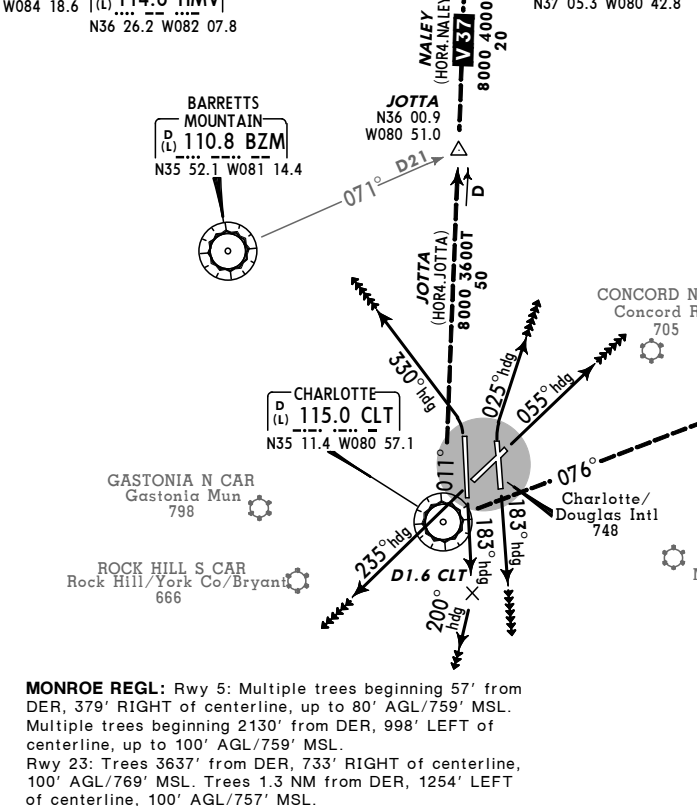 W084 18.6
(L) 114.6 HMV
N36 26.2 W082 07.8
N37 05.3 W080 42.8
NALEY
(HOR4.NALEY
V 37
8000 4000
20
BARRETTS
MOUNTAIN
D
(L) 110.8 BZM
N35 52.1 W081 14.4
JOTTA
N36 00.9
W080 51.0
071°
D21
D
JOTTA
(HOR4.JOTTA)
8000 3600T
50
CONCORD N
Concord R
705
330°hdg
025°hdg
055°hdg
CHARLOTTE
D
(L) 115.0 CLT
N35 11.4 W080 57.1
011°
076°
GASTONIA N CAR
Gastonia Mun
798
Charlotte/
Douglas Intl
748
ROCK HILL S CAR
Rock Hill/York Co/Bryant
666
235°hdg
D1.6 CLT
183°hdg
183°hdg
200°
hdg
MONROE REGL: Rwy 5: Multiple trees beginning 57' from
DER, 379' RIGHT of centerline, up to 80' AGL/759' MSL.
Multiple trees beginning 2130' from DER, 998' LEFT of
centerline, up to 100' AGL/759' MSL.
Rwy 23: Trees 3637' from DER, 733' RIGHT of centerline,
100' AGL/769' MSL. Trees 1.3 NM from DER, 1254' LEFT
of centerline, 100' AGL/757' MSL.